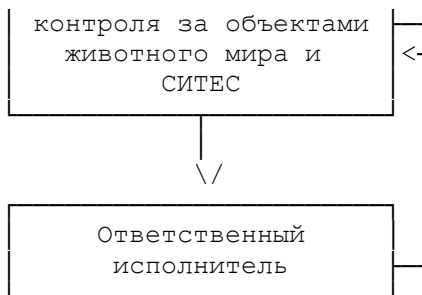 контроля за объектами
животного мира и
СИТЕС
Ответственный
исполнитель